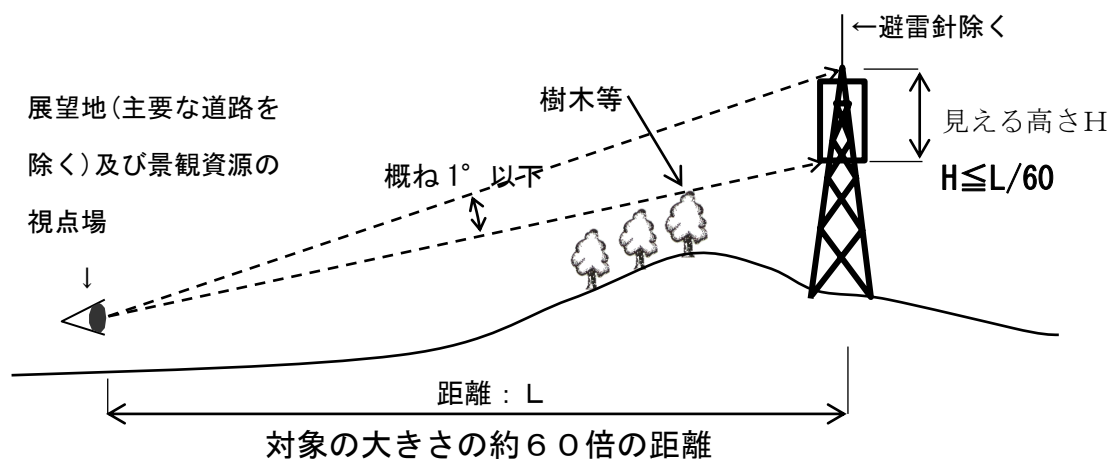 ←避雷針除く
展望地(主要な道路を
除く)及び景観資源の
視点場
↓
樹木等
概ね1°以下
見える高さH
H≦L/60
距離：L
対象の大きさの約６０倍の距離